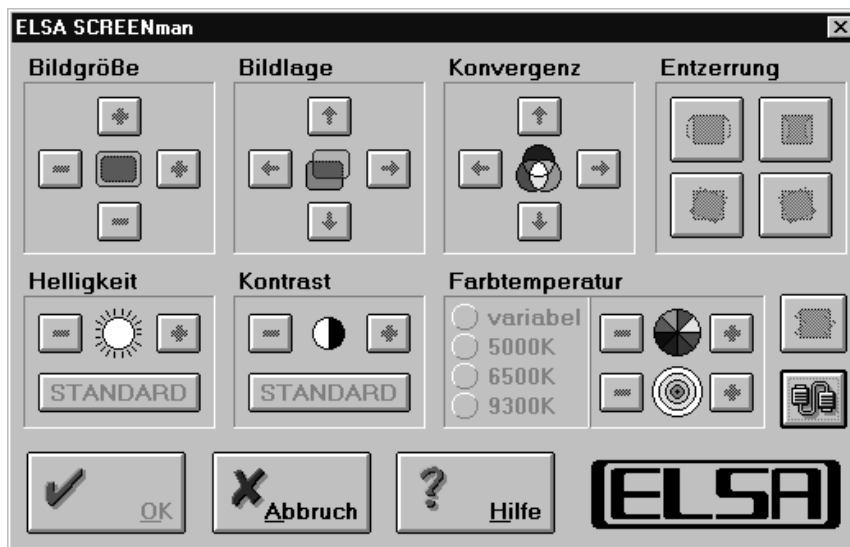 ELSA SCREENman
Bildgröße
Bildlage
Konvergenz
Entzerrung
Helligkeit
Kontrast
Farbtemperatur
variabel
5000K
6500K
9300K
STANDARD
STANDARD
OK
Abbruch
Hilfe
ELSA